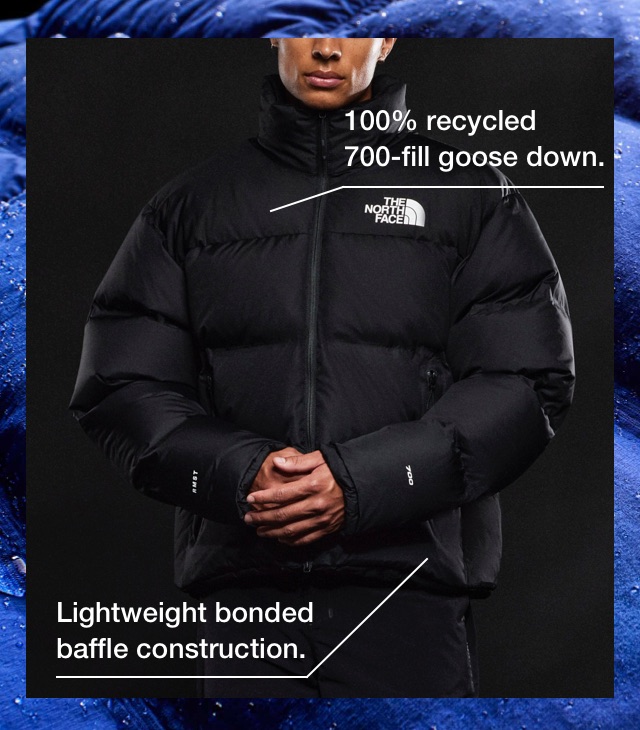 100% recycled
700-fill goose down.
THE
NORTH
FACE
RMST
700
Lightweight bonded
baffle construction.